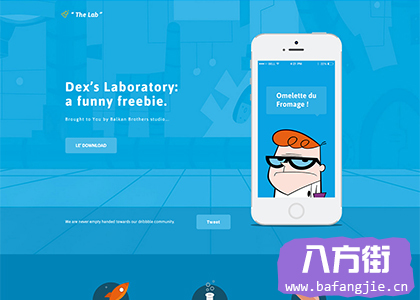 " The Lab "
Dex's Laboratory:
a funny freebie.
Brought to You by Balkan Brothers studio...
LE' DOWNLOAD
Omelette du
Fromage !
We are never empty handed towards our dribbble community
Tweet
八方街
www.bafangjie.cn